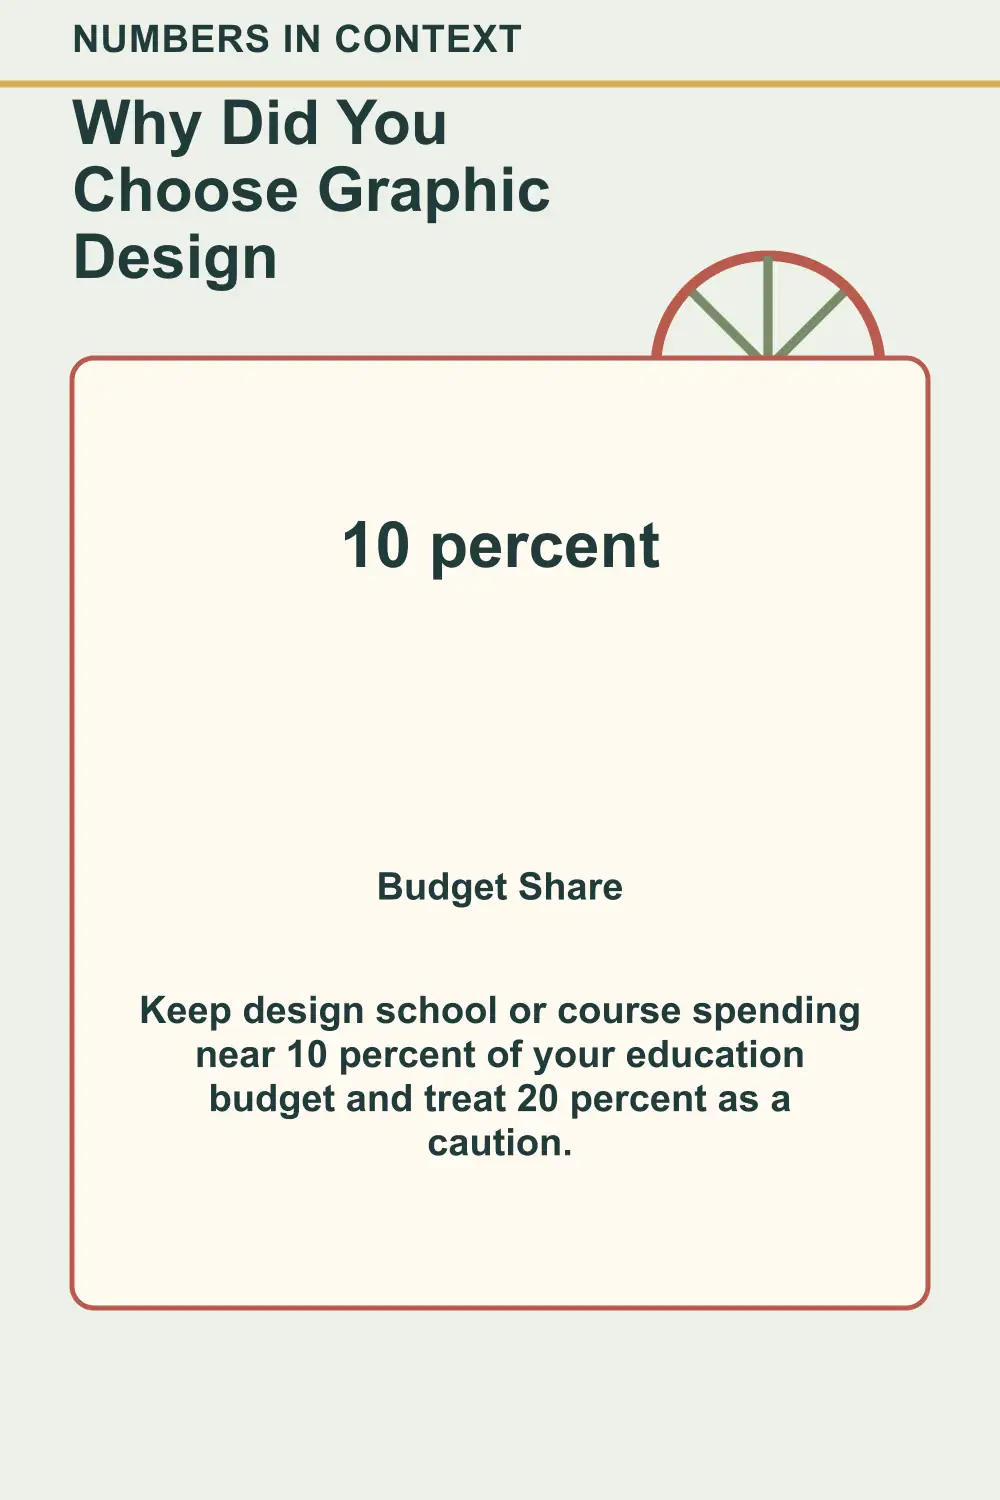 NUMBERS IN CONTEXT
Why Did You
Choose Graphic
Design
10 percent
Budget Share
Keep design school or course spending
near 10 percent of your education
budget and treat 20 percent as a
caution.